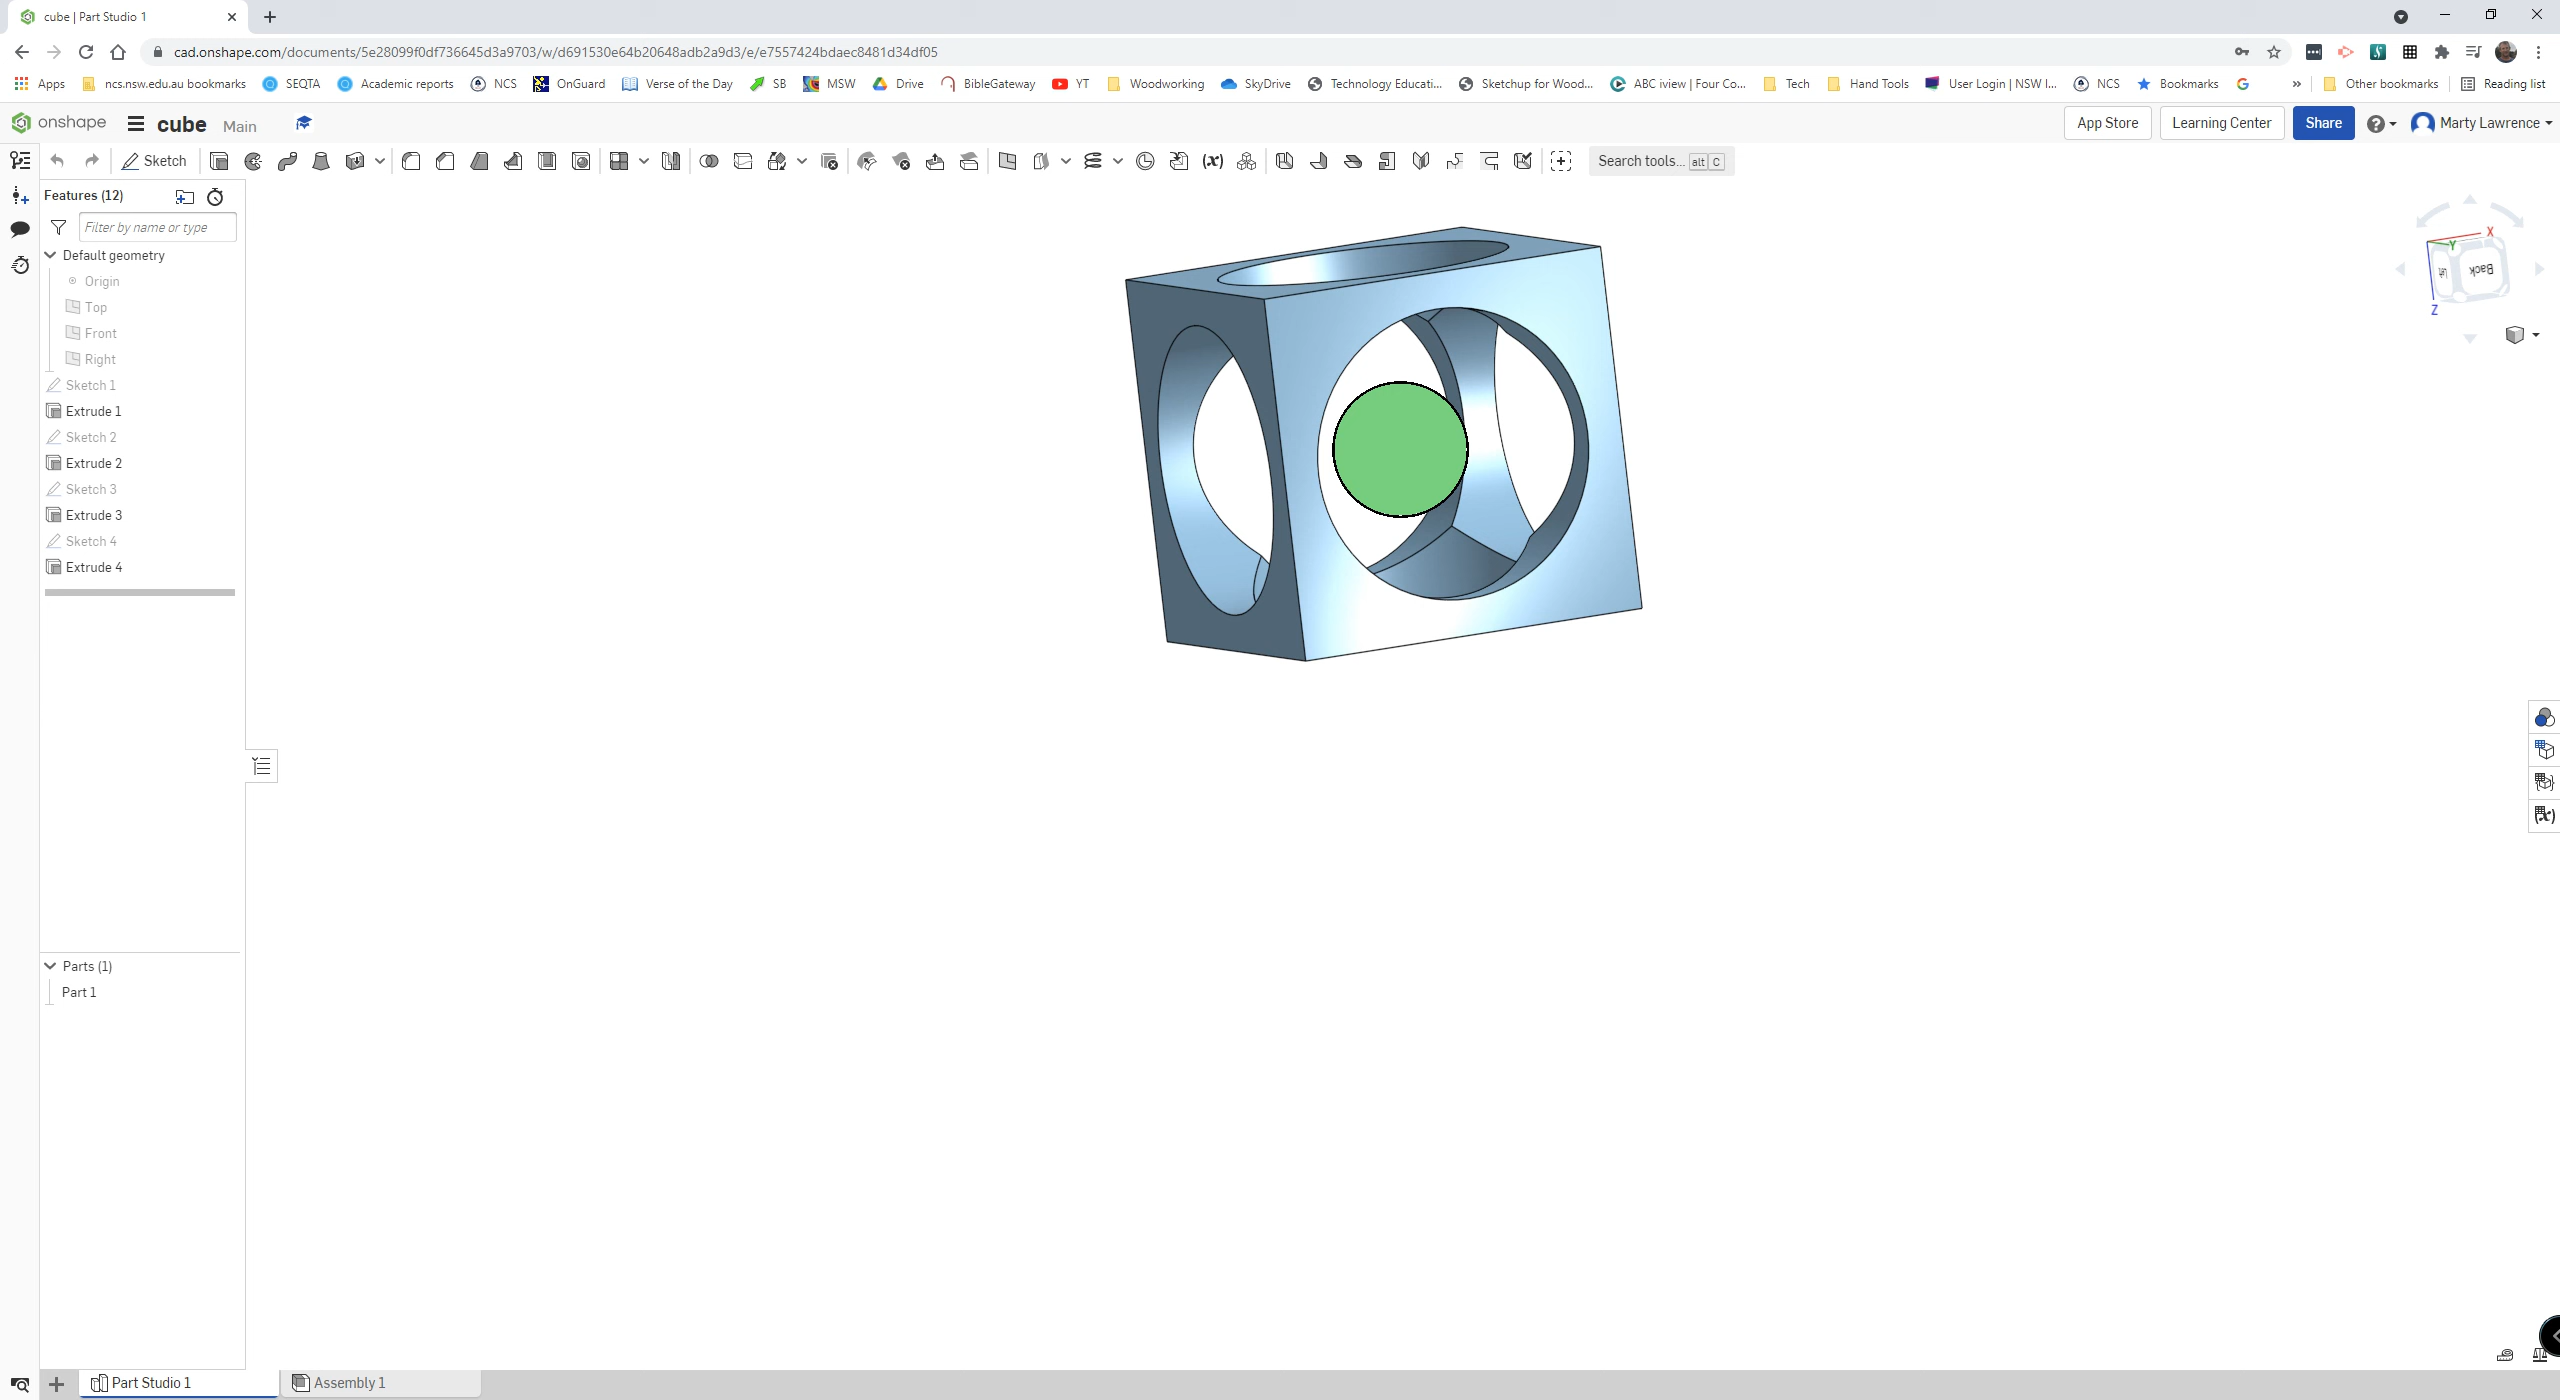 cube | Part Studio 1
cad.onshape.com/documents/5e28099f0df736645d3a9703/w/d691530e64b20648adb2a9d3/e/e7557424bdaec8481d34df05
Apps ncs.nsw.edu.au bookmarks SEQTA Academic reports NCS OnGuard Verse of the Day SB MSW Drive BibleGateway YT Woodworking SkyDrive Technology Educati... Sketchup for Wood... ABC iview | Four Co... Tech Hand Tools User Login | NSW I... NCS Bookmarks » Other bookmarks Reading list
onshape cube Main App Store Learning Center Share Marty Lawrence
Sketch (x) Search tools... alt C
Features (12)
Filter by name or type
Default geometry
Origin
Top
Front
Right
Sketch 1
Extrude 1
Sketch 2
Extrude 2
Sketch 3
Extrude 3
Sketch 4
Extrude 4
X
Y
Back
Left
Z
(x)
Parts (1)
Part 1
Part Studio 1 Assembly 1